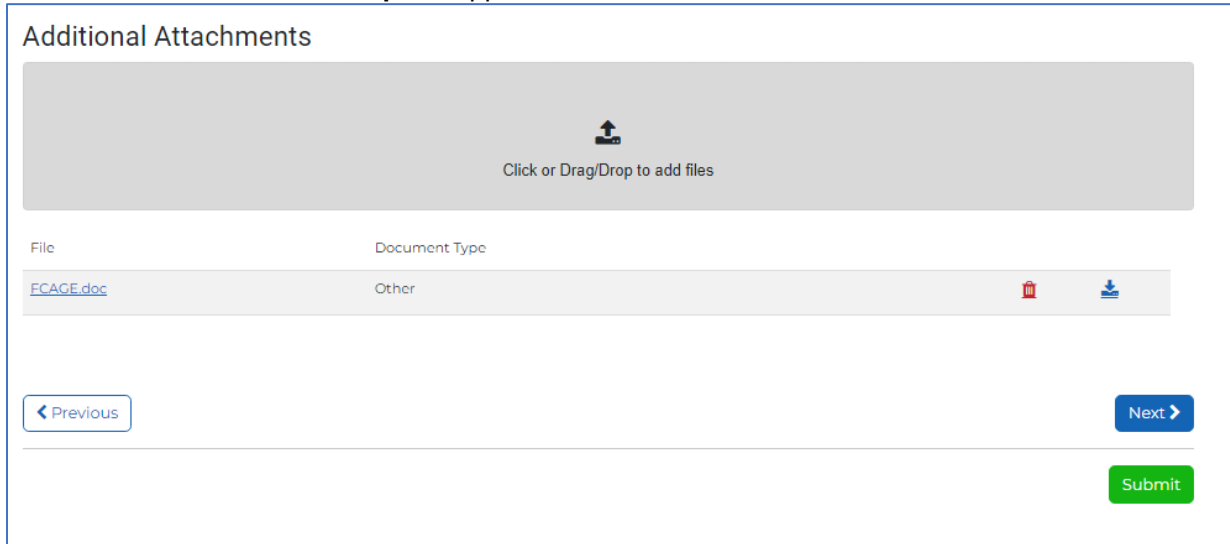 Additional Attachments
Click or Drag/Drop to add files
File Document Type
FCAGE.doc Other
Previous Next
Submit